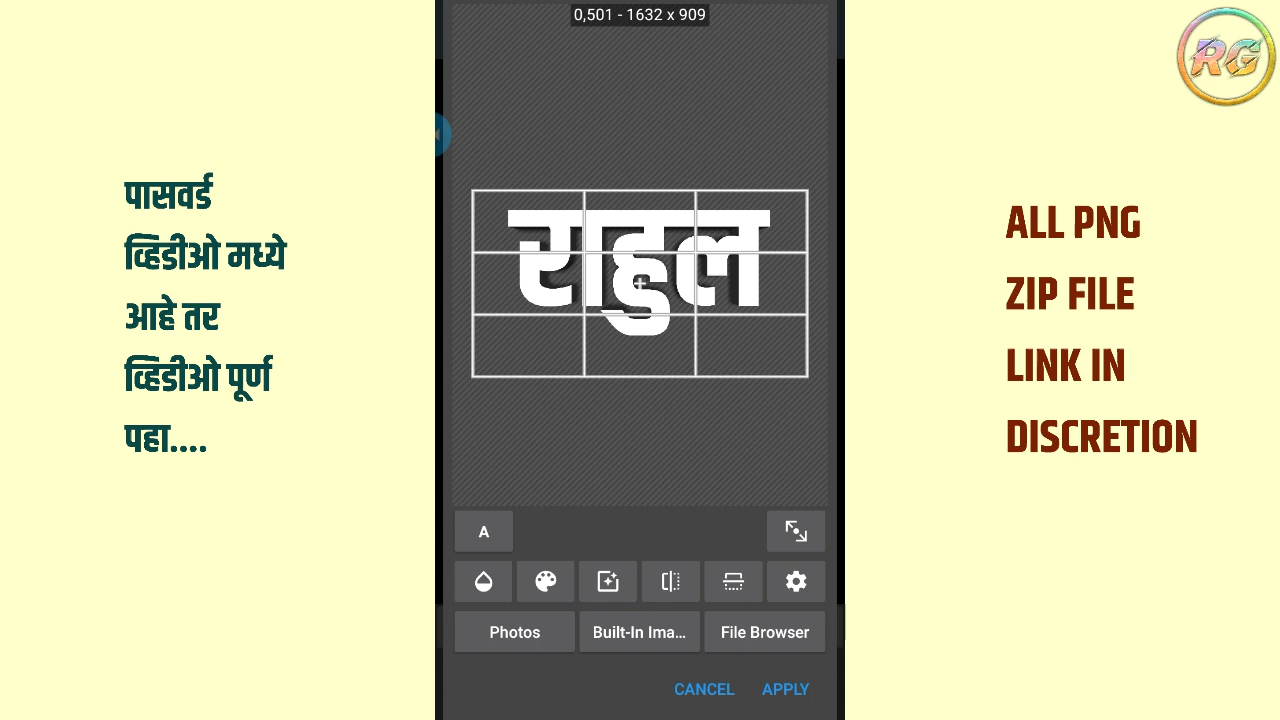 0,501 - 1632 x 909
RG
पासवर्ड
व्हिडीओ मध्ये
आहे तर
व्हिडीओ पूर्ण
पहा....
राहुल
ALL PNG
ZIP FILE
LINK IN
DISCRETION
A
Photos
Built-In Ima...
File Browser
CANCEL
APPLY